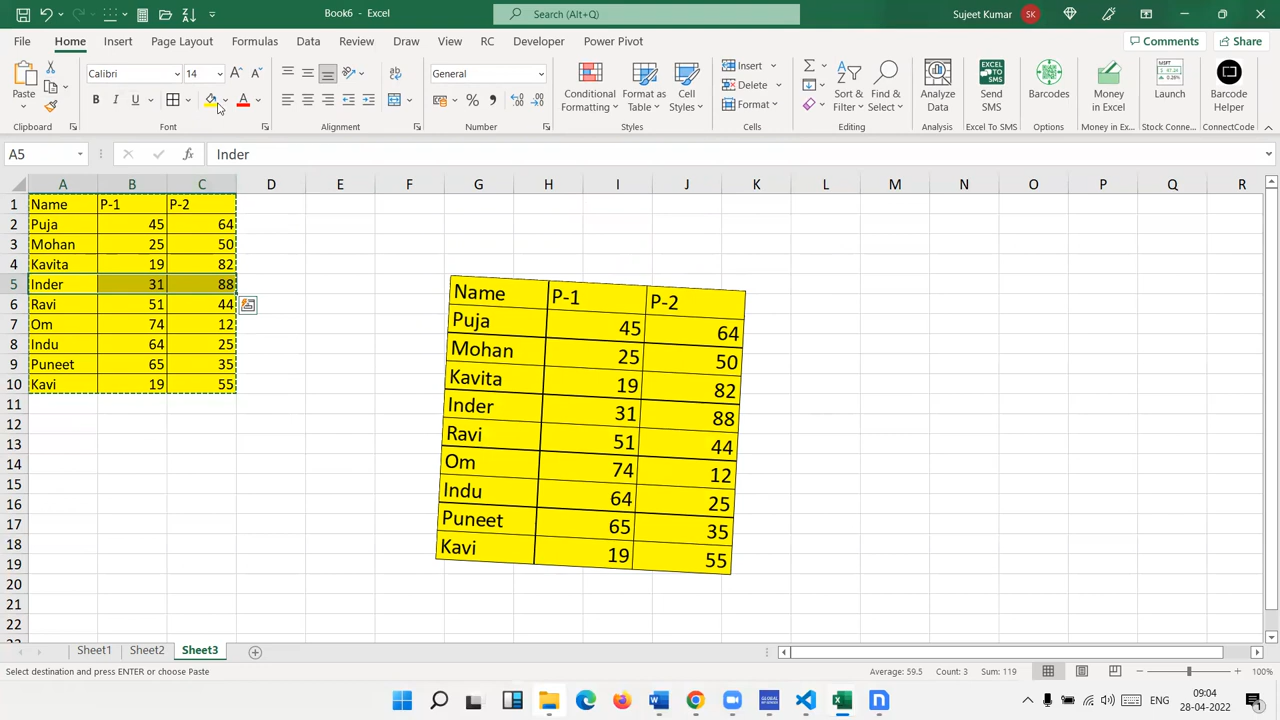 Book6 - Excel
Search (Alt+Q)
Sujeet Kumar SK
File Home Insert Page Layout Formulas Data Review Draw View RC Developer Power Pivot Comments Share
Paste
Calibri 14
B I U A
General
Conditional Formatting
Format as Table
Cell Styles
Insert
Delete
Format
Sort & Filter
Find & Select
Analyze Data
EXCEL TO SMS
Send SMS
Barcodes
Money in Excel
MSFT
Launch
Barcode Helper
Clipboard Font Alignment Number Styles Cells Editing Analysis Excel To SMS Options Money in Ex... Stock Conne... ConnectCode
A5 fx Inder
A B C D E F G H I J K L M N O P Q R
1 Name P-1 P-2
2 Puja 45 64
3 Mohan 25 50
4 Kavita 19 82
5 Inder 31 88
6 Ravi 51 44
7 Om 74 12
8 Indu 64 25
9 Puneet 65 35
10 Kavi 19 55
11
12
13
14
15
16
17
18
19
20
21
22
Name P-1 P-2
Puja 45 64
Mohan 25 50
Kavita 19 82
Inder 31 88
Ravi 51 44
Om 74 12
Indu 64 25
Puneet 65 35
Kavi 19 55
Sheet1 Sheet2 Sheet3
Select destination and press ENTER or choose Paste
Average: 59.5 Count: 3 Sum: 119 100%
ENG
09:04
28-04-2022